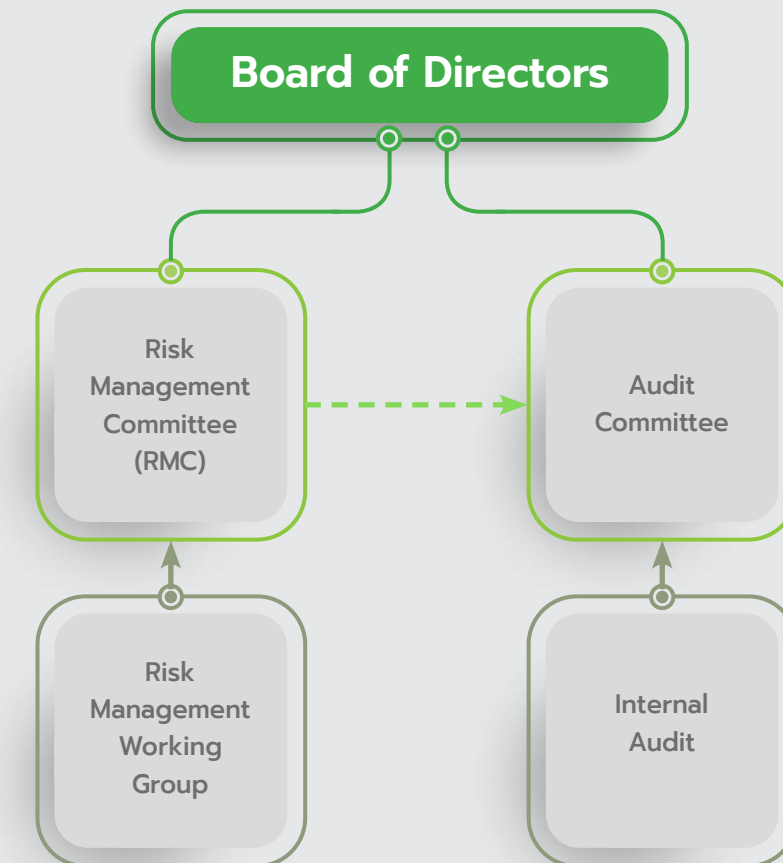 Board of Directors
Risk
Management
Committee
(RMC)
Audit
Committee
Risk
Management
Working
Group
Internal
Audit